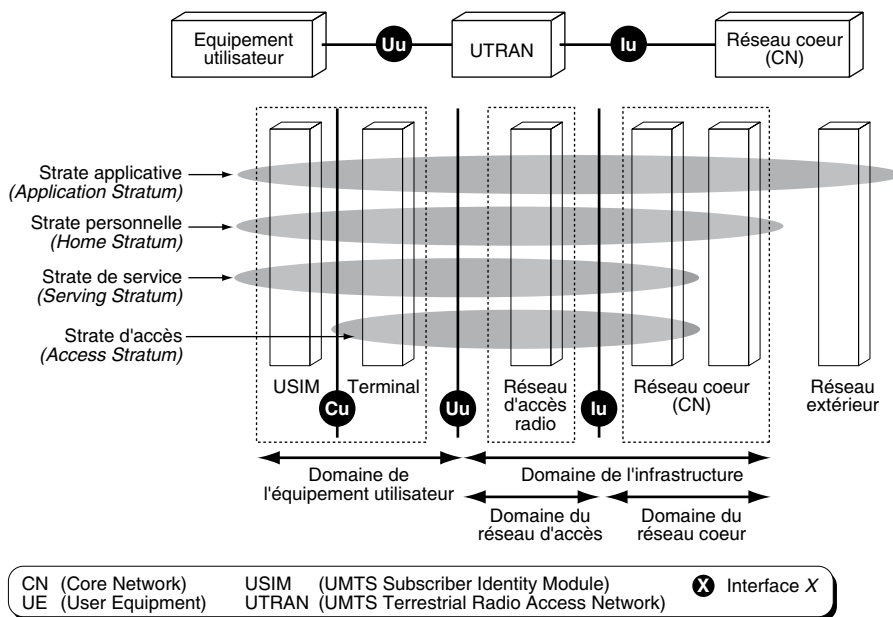 Equipement
utilisateur
Uu
UTRAN
Iu
Réseau coeur
(CN)
Strate applicative
(Application Stratum)
Strate personnelle
(Home Stratum)
Strate de service
(Serving Stratum)
Strate d'accès
(Access Stratum)
USIM
Terminal
Réseau
d'accès
radio
Réseau coeur
(CN)
Réseau
extérieur
Cu
Uu
Iu
Domaine de
l'équipement utilisateur
Domaine de l'infrastructure
Domaine du
réseau d'accès
Domaine du
réseau coeur
CN (Core Network)
UE (User Equipment)
USIM (UMTS Subscriber Identity Module)
UTRAN (UMTS Terrestrial Radio Access Network)
X Interface X